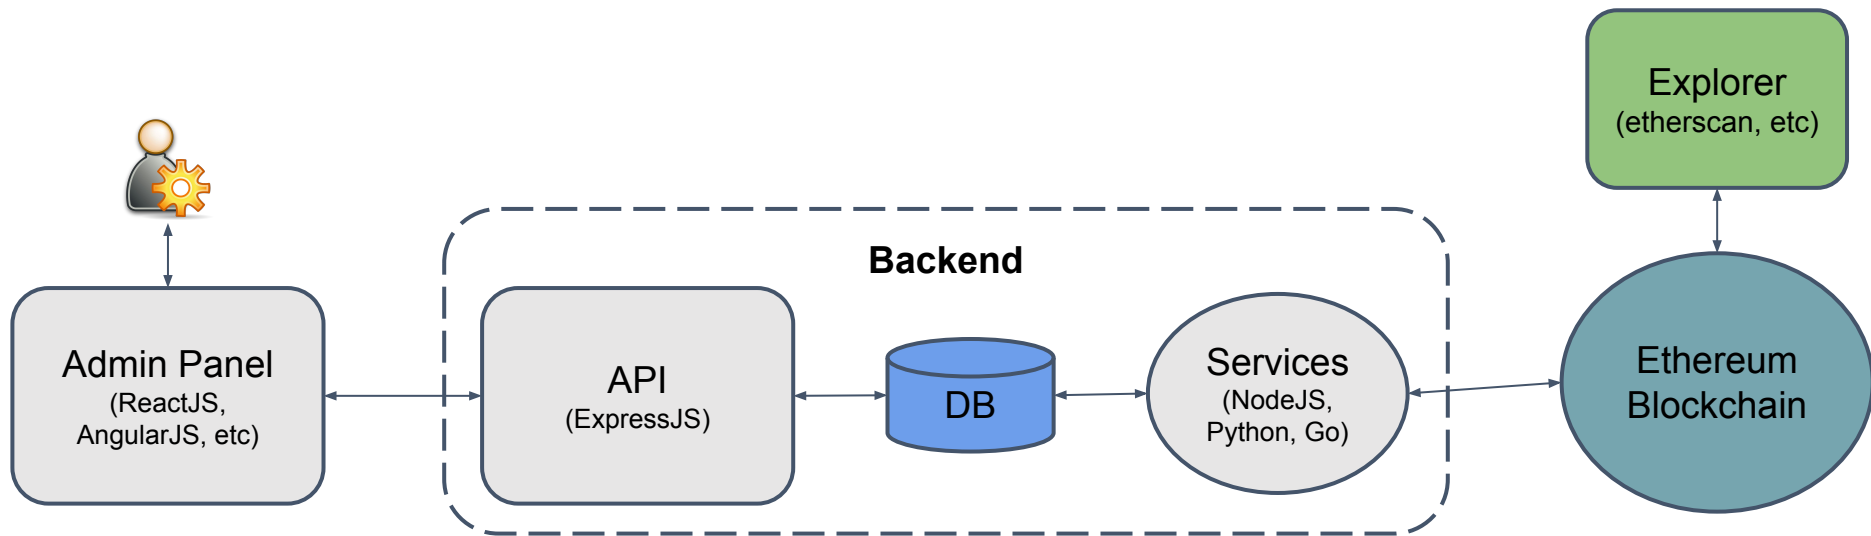 Explorer
(etherscan, etc)
Backend
Admin Panel
(ReactJS,
AngularJS, etc)
API
(ExpressJS)
DB
Services
(NodeJS,
Python, Go)
Ethereum
Blockchain